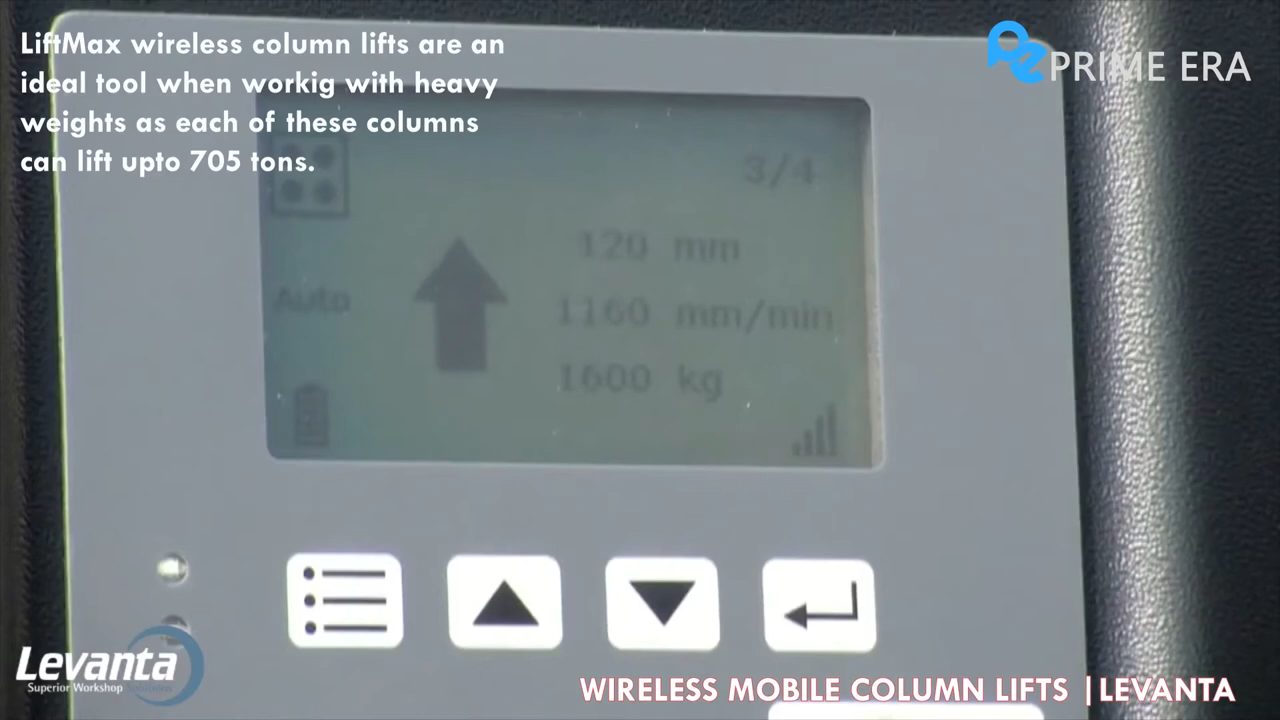 LiftMax wireless column lifts are an
ideal tool when workig with heavy
weights as each of these columns
can lift upto 705 tons.
PRIME ERA
3/4
120 mm
Auto
1160 mm/min
1600 kg
Levanta
Superior Workshop Solutions
WIRELESS MOBILE COLUMN LIFTS |LEVANTA